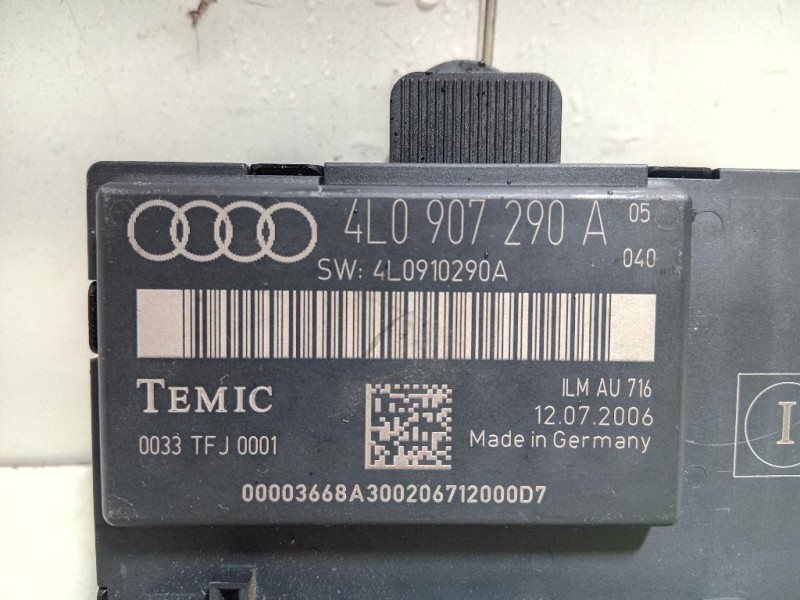 4L0 907 290 A 05
040
SW: 4L0910290A
TEMIC
ILM AU 716
12.07.2006
0033 TFJ 0001
Made in Germany
00003668A300206712000D7
I